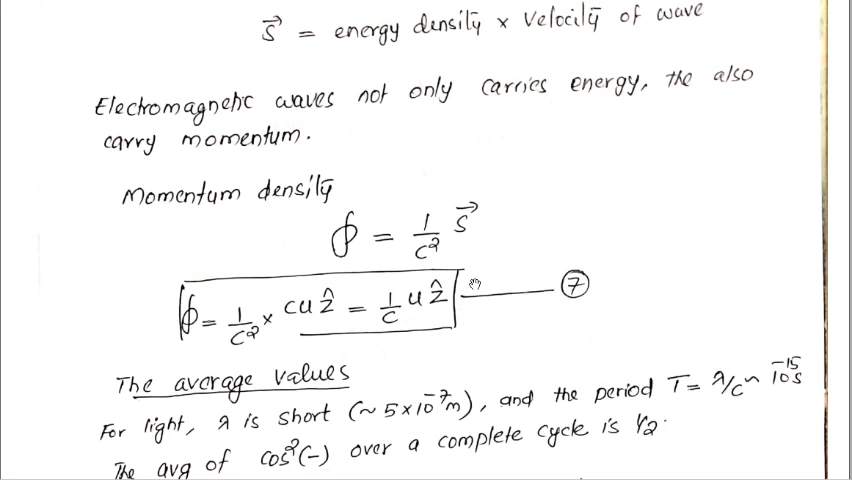 S⃗ = energy density × velocity of wave
Electromagnetic waves not only carries energy, the also
carry momentum.
Momentum density
℘ = 1/c² S⃗
℘ = 1/c² × cu ẑ = 1/c u ẑ — ⑦
The average values
For light, λ is short (~ 5×10⁻⁷m), and the period T = λ/c ~ 10⁻¹⁵s
The avg of cos²(-) over a complete cycle is 1/2.